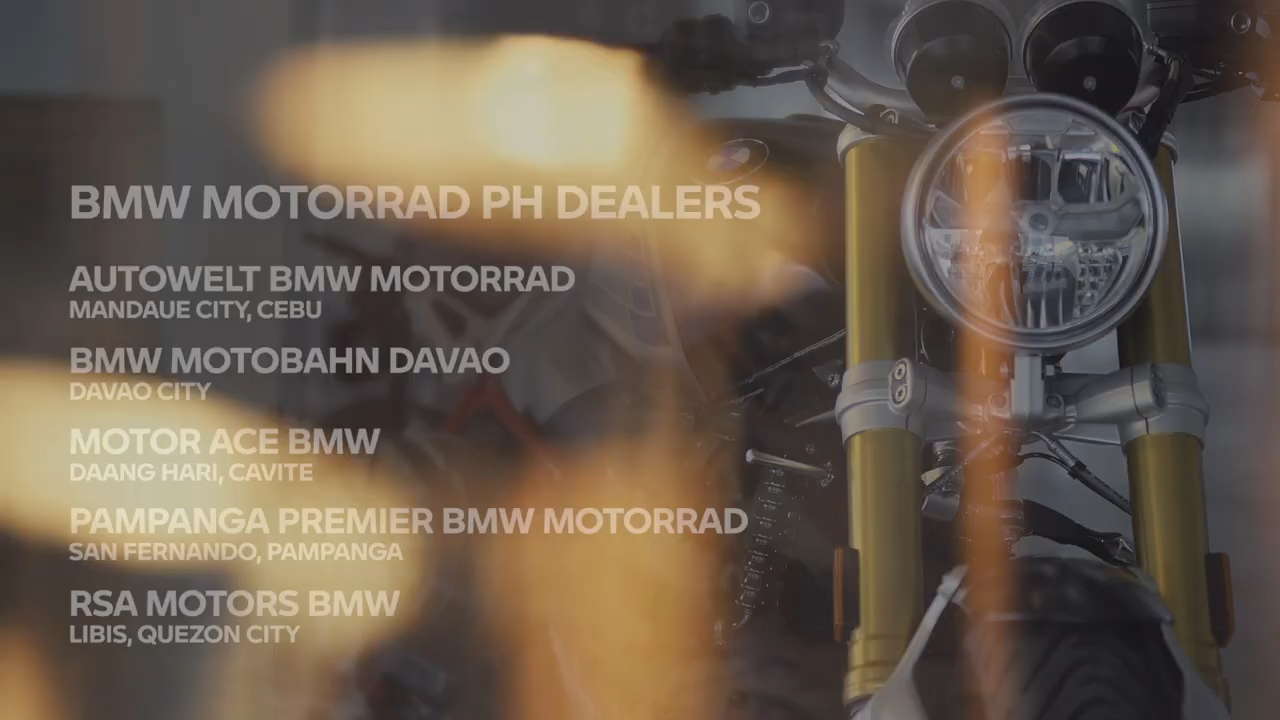 BMW MOTORRAD PH DEALERS
AUTOWELT BMW MOTORRAD
MANDAUE CITY, CEBU
BMW MOTOBAHN DAVAO
DAVAO CITY
MOTOR ACE BMW
DAANG HARI, CAVITE
PAMPANGA PREMIER BMW MOTORRAD
SAN FERNANDO, PAMPANGA
RSA MOTORS BMW
LIBIS, QUEZON CITY